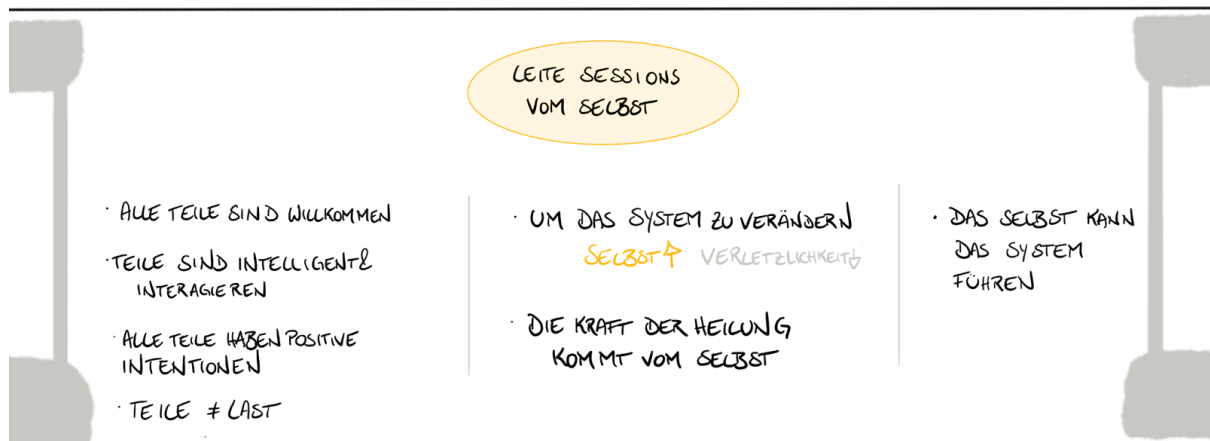 LEITE SESSIONS
VOM SELBST
· ALLE TEILE SIND WILLKOMMEN
· TEILE SIND INTELLIGENT &
INTERAGIEREN
· ALLE TEILE HABEN POSITIVE
INTENTIONEN
· TEILE ≠ LAST
· UM DAS SYSTEM ZU VERÄNDERN
SELBST↑ VERLETZLICHKEIT↓
· DIE KRAFT DER HEILUNG
KOMMT VOM SELBST
· DAS SELBST KANN
DAS SYSTEM
FÜHREN